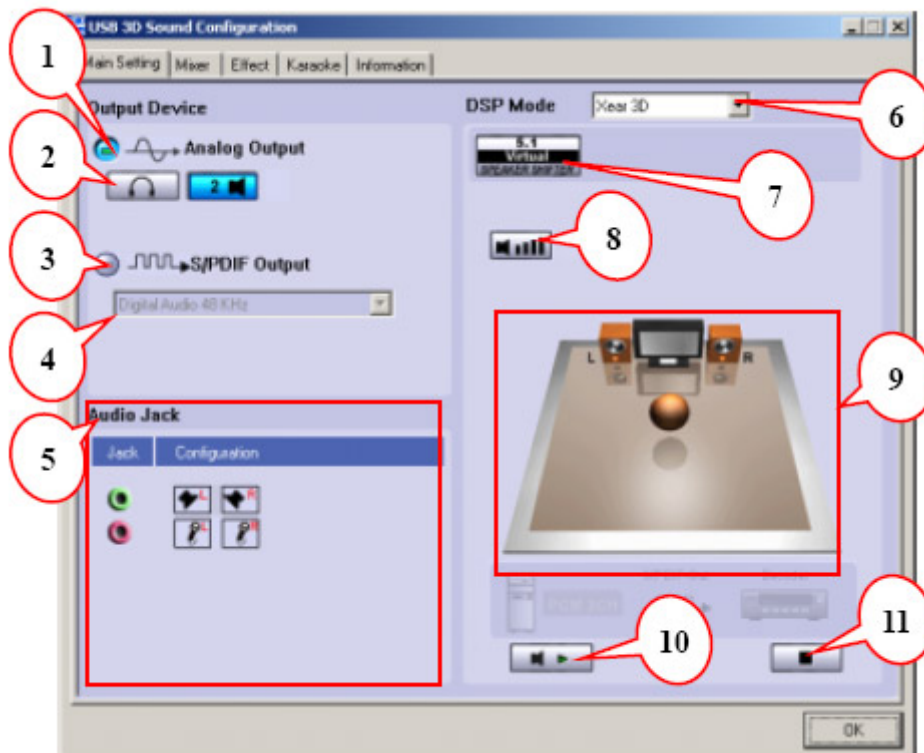 USB 3D Sound Configuration
1
Main Setting Mixer Effect Karaoke Information
Output Device
DSP Mode Xear 3D
6
Analog Output
2
2
5.1
Virtual
SPEAKER SHIFTER
7
8
3
S/PDIF Output
Digital Audio 48 KHz
4
L R
9
Audio Jack
5
Jack Configuration
L R
L R
10
11
OK